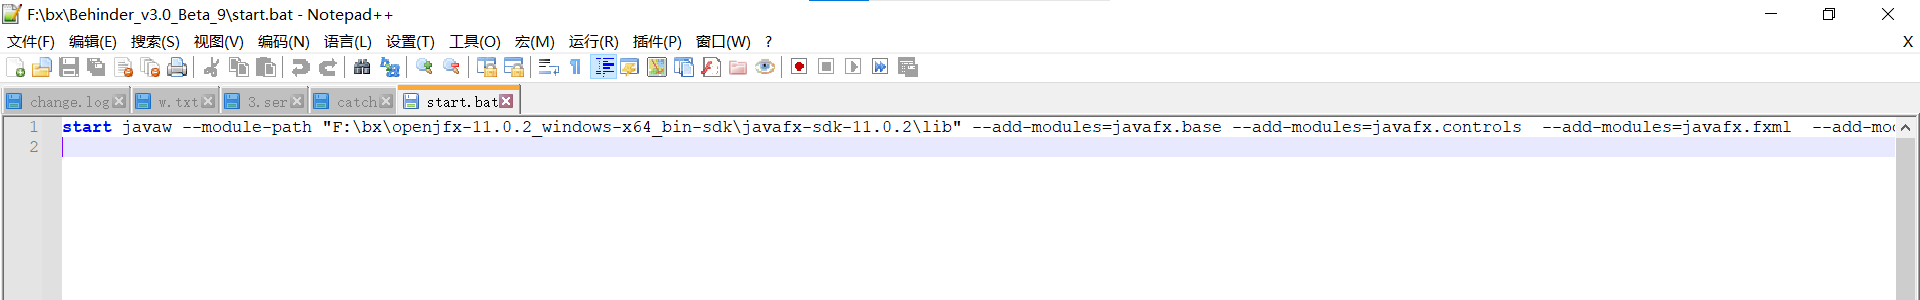 F:\bx\Behinder_v3.0_Beta_9\start.bat - Notepad++
文件(F) 编辑(E) 搜索(S) 视图(V) 编码(N) 语言(L) 设置(T) 工具(O) 宏(M) 运行(R) 插件(P) 窗口(W) ? X
change.log w.txt 3.ser catch start.bat
1 start javaw --module-path "F:\bx\openjfx-11.0.2_windows-x64_bin-sdk\javafx-sdk-11.0.2\lib" --add-modules=javafx.base --add-modules=javafx.controls --add-modules=javafx.fxml --add-mod
2